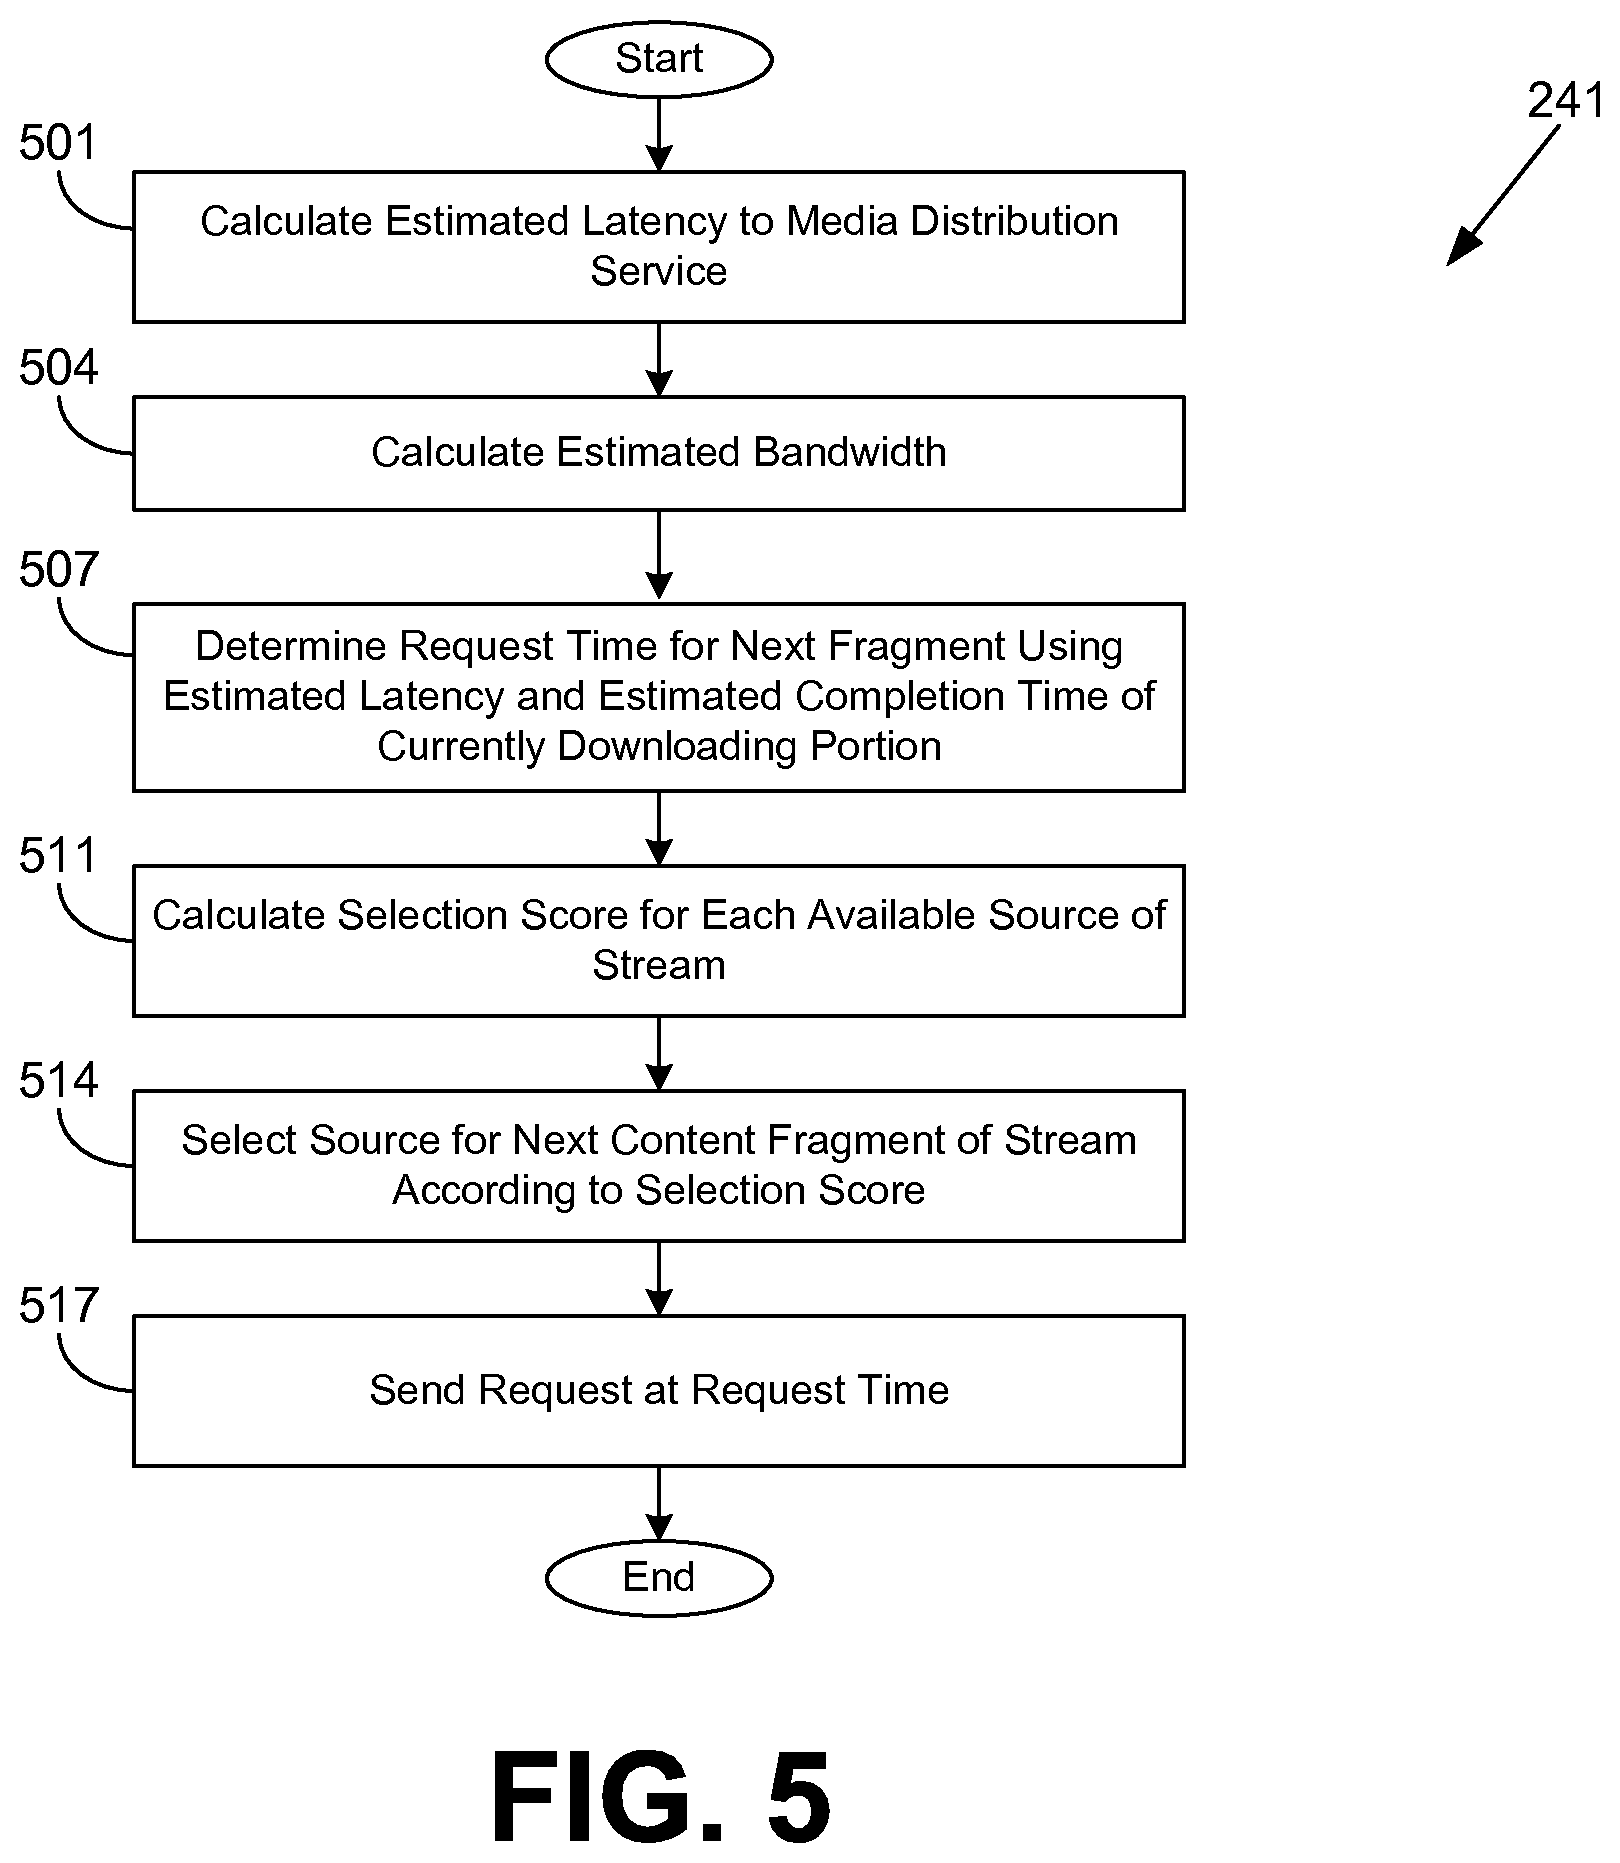 Start
241
501
Calculate Estimated Latency to Media Distribution
Service
504
Calculate Estimated Bandwidth
507
Determine Request Time for Next Fragment Using
Estimated Latency and Estimated Completion Time of
Currently Downloading Portion
511
Calculate Selection Score for Each Available Source of
Stream
514
Select Source for Next Content Fragment of Stream
According to Selection Score
517
Send Request at Request Time
End
FIG. 5